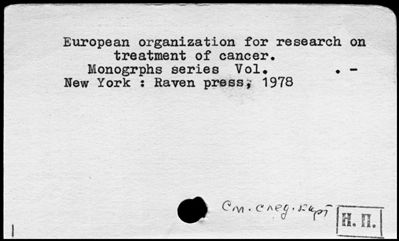 European organization for research on
treatment of cancer.
Monogrphs series Vol. . -
New York : Raven press, 1978
См. след. карт
Н. П.